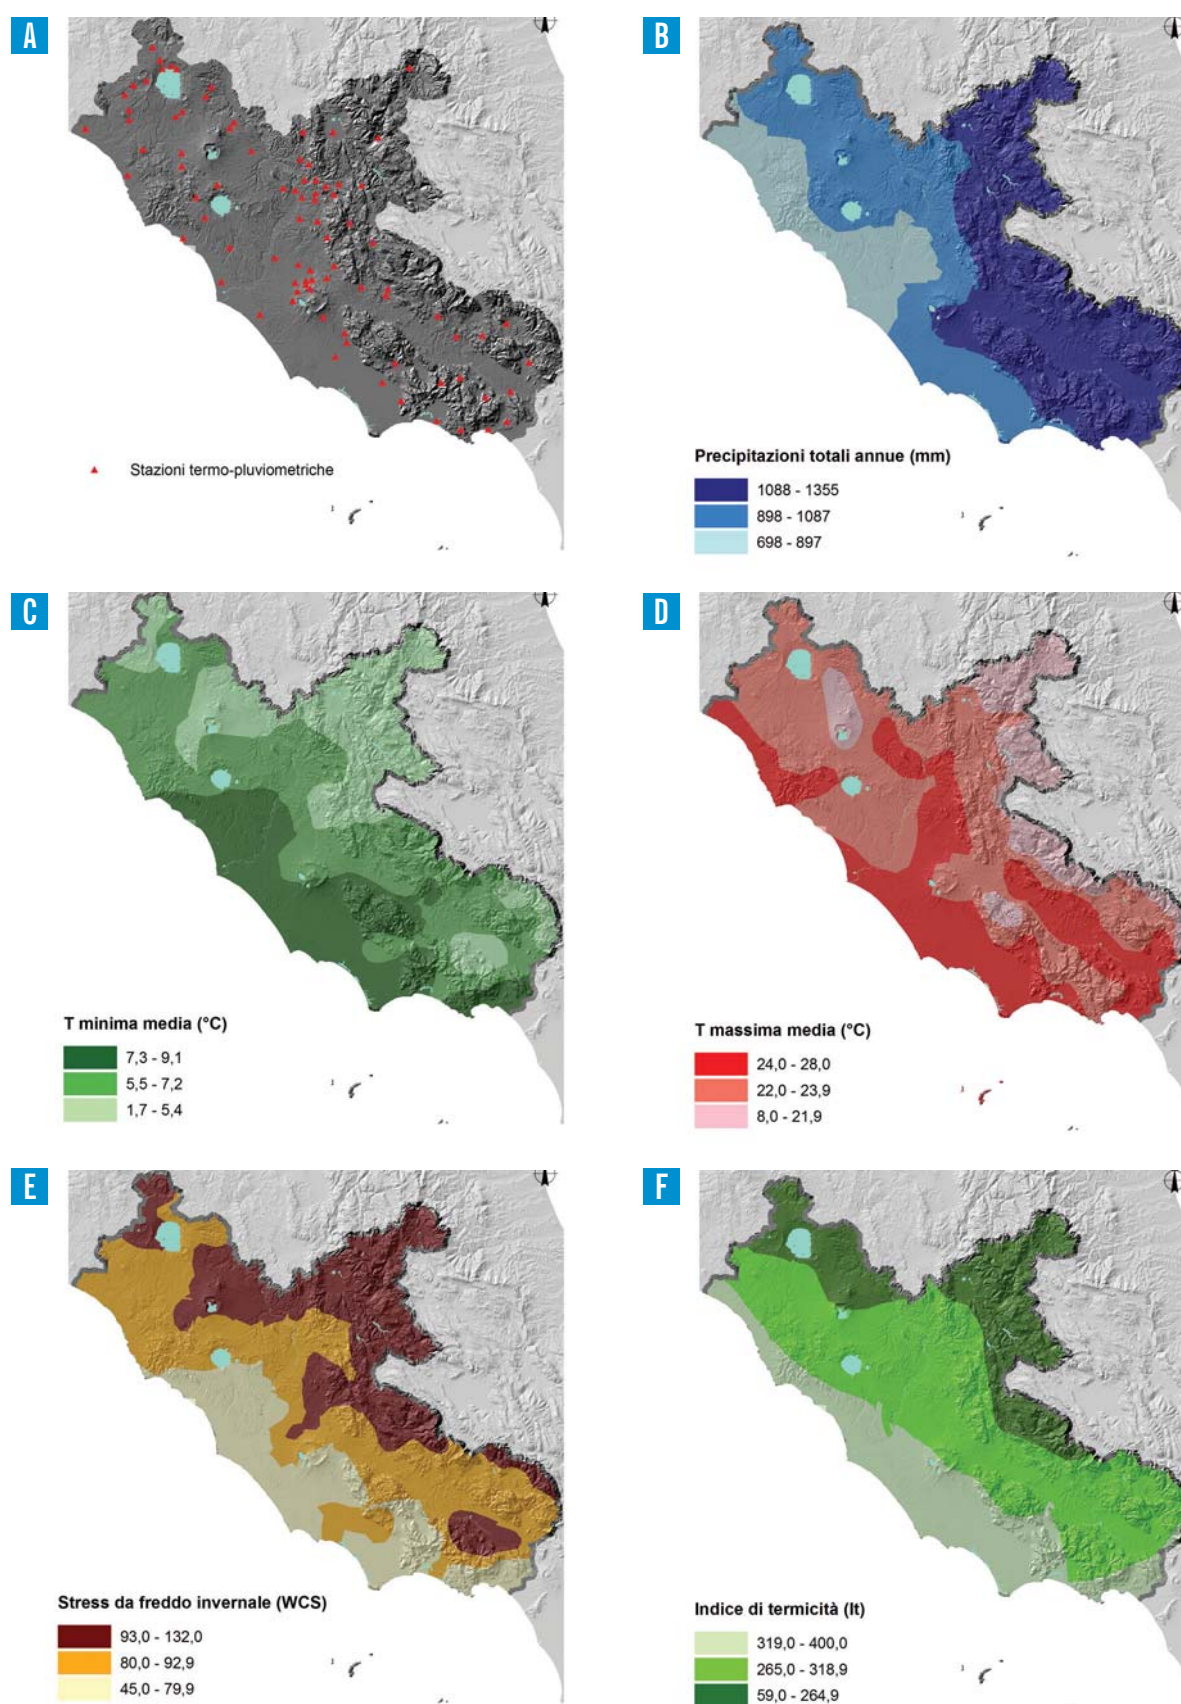 A
B
Stazioni termo-pluviometriche
Precipitazioni totali annue (mm)
1088 - 1355
898 - 1087
698 - 897
C
D
T minima media (°C)
7,3 - 9,1
5,5 - 7,2
1,7 - 5,4
T massima media (°C)
24,0 - 28,0
22,0 - 23,9
8,0 - 21,9
E
F
Stress da freddo invernale (WCS)
93,0 - 132,0
80,0 - 92,9
45,0 - 79,9
Indice di termicità (It)
319,0 - 400,0
265,0 - 318,9
59,0 - 264,9